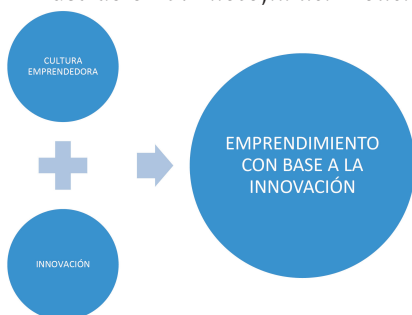 CULTURA
EMPRENDEDORA
EMPRENDIMIENTO
CON BASE A LA
INNOVACIÓN
INNOVACIÓN